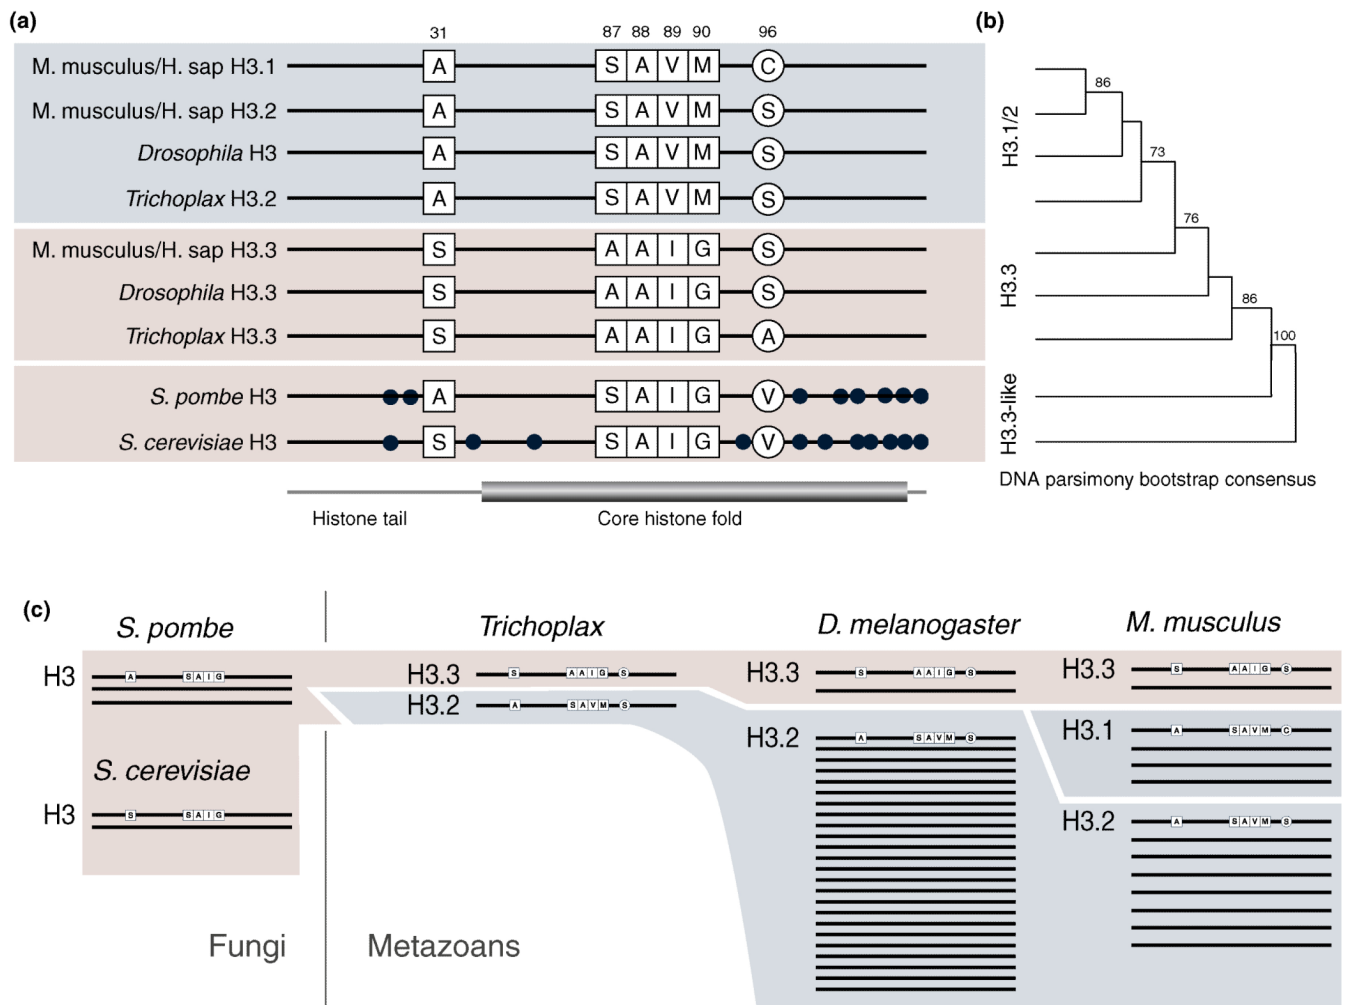 (a)
31 87 88 89 90 96
M. musculus/H. sap H3.1 A S A V M C
M. musculus/H. sap H3.2 A S A V M S
Drosophila H3 A S A V M S
Trichoplax H3.2 A S A V M S
M. musculus/H. sap H3.3 S A A I G S
Drosophila H3.3 S A A I G S
Trichoplax H3.3 S A A I G A
S. pombe H3 A S A I G V
S. cerevisiae H3 S S A I G V
Histone tail Core histone fold
(b)
H3.1/2
H3.3
H3.3-like
86
73
76
86
100
DNA parsimony bootstrap consensus
(c)
S. pombe
H3 A S A I G
S. cerevisiae
H3 S S A I G
Fungi
Trichoplax
H3.3 S A A I G S
H3.2 A S A V M S
Metazoans
D. melanogaster
H3.3 S A A I G S
H3.2 A S A V M S
M. musculus
H3.3 S A A I G S
H3.1 A S A V M C
H3.2 A S A V M S